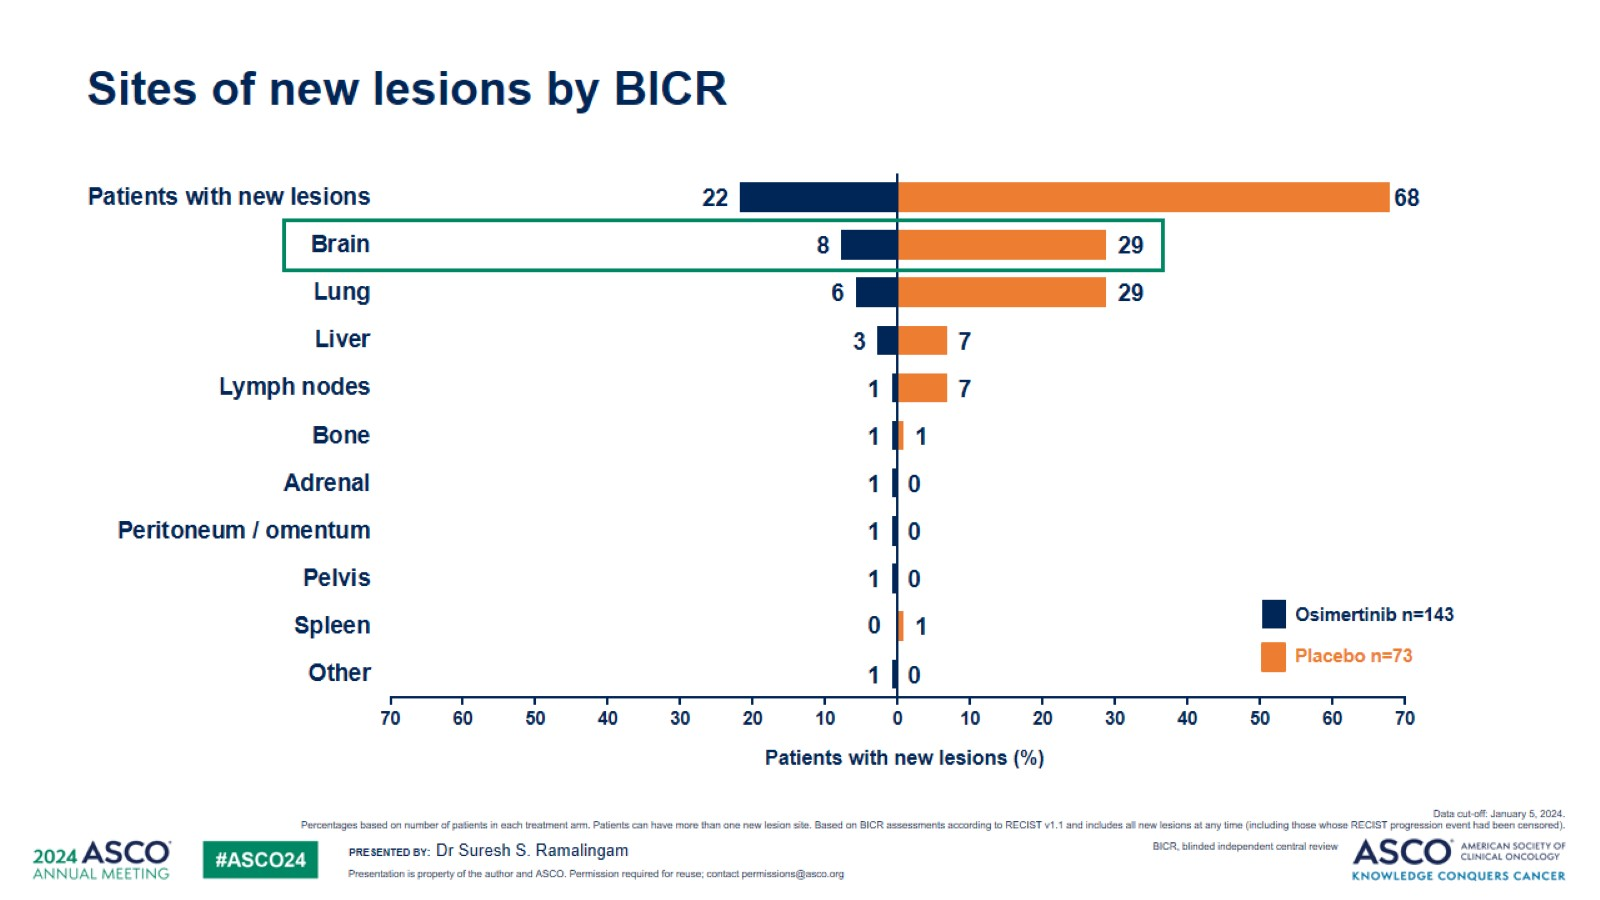 Sites of new lesions by BICR
Patients with new lesions 22 68
Brain 8 29
Lung 6 29
Liver 3 7
Lymph nodes 1 7
Bone 1 1
Adrenal 1 0
Peritoneum / omentum 1 0
Pelvis 1 0
Spleen 0 1
Other 1 0
Osimertinib n=143
Placebo n=73
70 60 50 40 30 20 10 0 10 20 30 40 50 60 70
Patients with new lesions (%)
Data cut-off: January 5, 2024.
Percentages based on number of patients in each treatment arm. Patients can have more than one new lesion site. Based on BICR assessments according to RECIST v1.1 and includes all new lesions at any time (including those whose RECIST progression event had been censored).
BICR, blinded independent central review
2024 ASCO
ANNUAL MEETING
#ASCO24
PRESENTED BY: Dr Suresh S. Ramalingam
Presentation is property of the author and ASCO. Permission required for reuse; contact permissions@asco.org
ASCO AMERICAN SOCIETY OF
CLINICAL ONCOLOGY
KNOWLEDGE CONQUERS CANCER